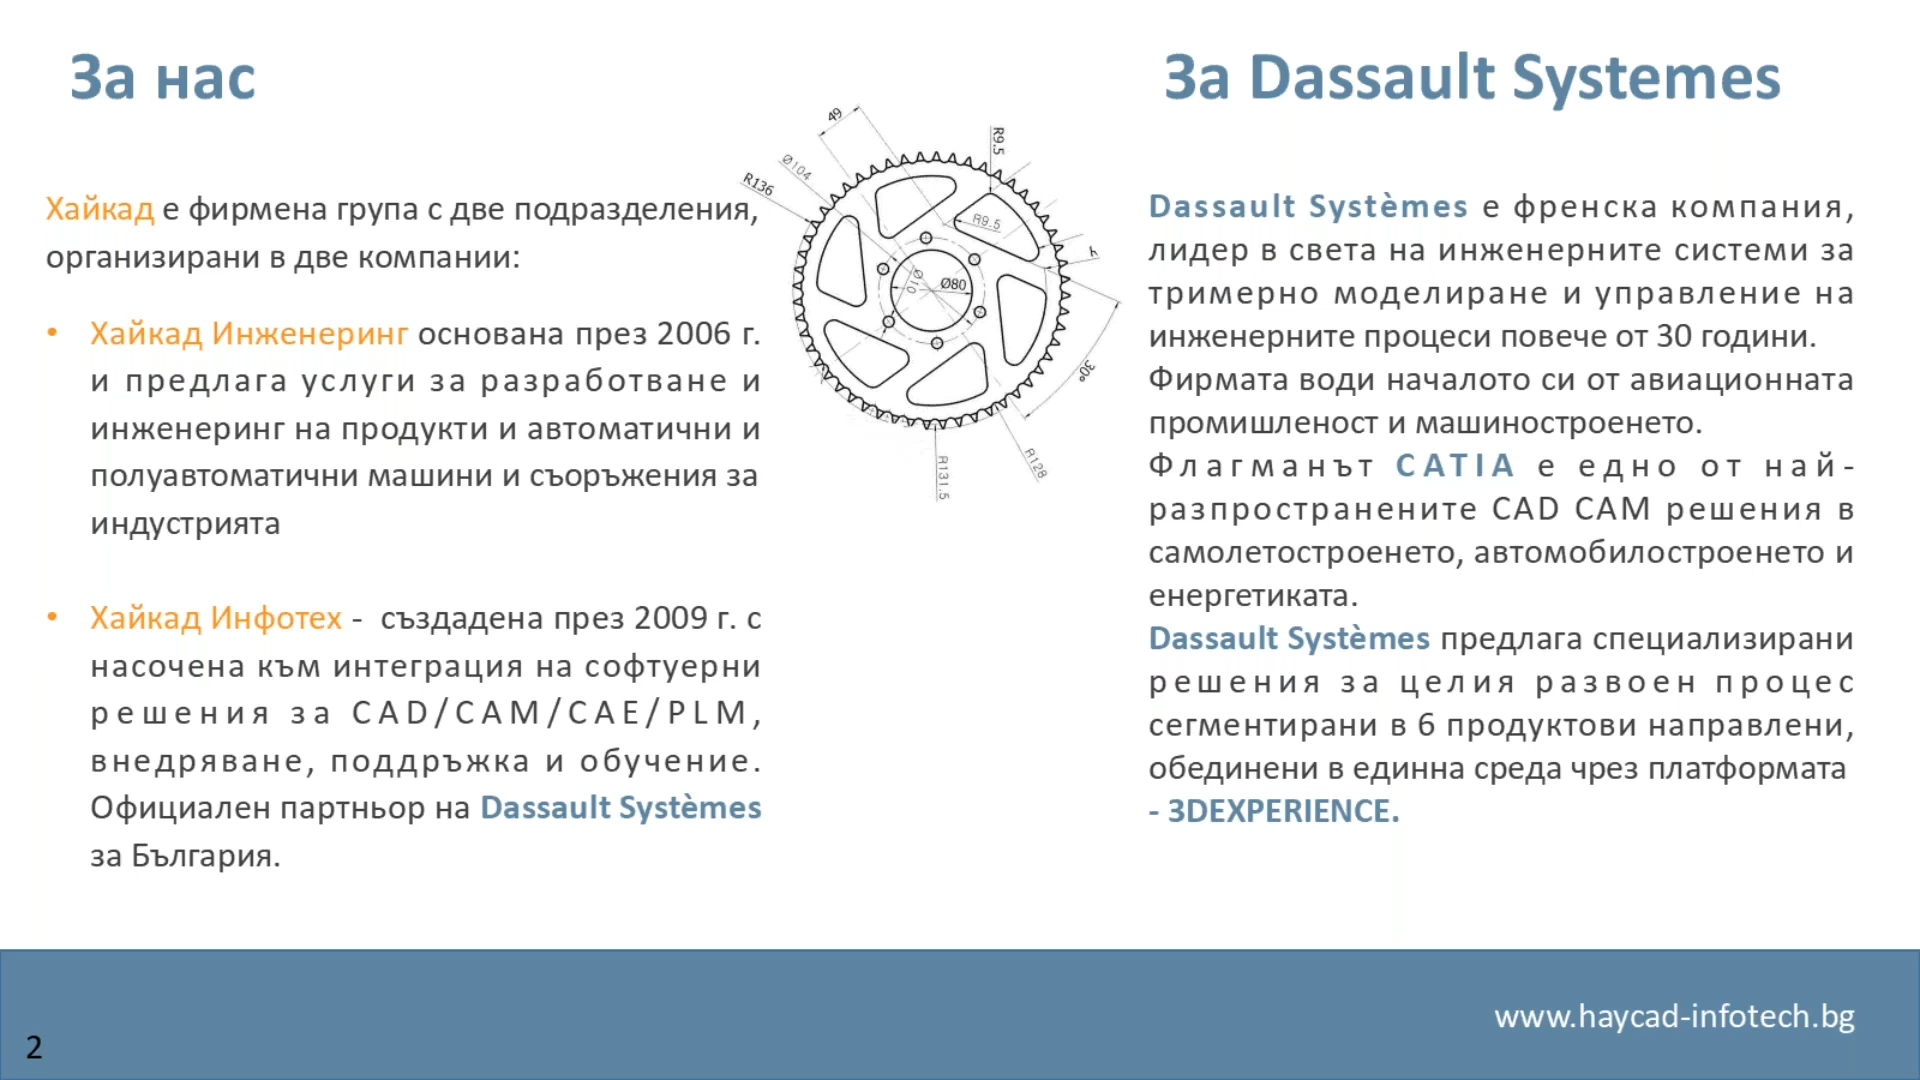 За нас
Хайкад е фирмена група с две подразделения,
организирани в две компании:
• Хайкад Инженеринг основана през 2006 г.
и предлага услуги за разработване и
инженеринг на продукти и автоматични и
полуавтоматични машини и съоръжения за
индустрията
• Хайкад Инфотех - създадена през 2009 г. с
насочена към интеграция на софтуерни
решения за CAD/CAM/CAE/PLM,
внедряване, поддръжка и обучение.
Официален партньор на Dassault Systèmes
за България.
49
R9.5
Ø104
R136
R9.5
Ø80
Ø10
30°
R128
R131.5
За Dassault Systemes
Dassault Systèmes е френска компания,
лидер в света на инженерните системи за
тримерно моделиране и управление на
инженерните процеси повече от 30 години.
Фирмата води началото си от авиационната
промишленост и машиностроенето.
Флагманът CATIA е едно от най-
разпространените CAD CAM решения в
самолетостроенето, автомобилостроенето и
енергетиката.
Dassault Systèmes предлага специализирани
решения за целия развоен процес
сегментирани в 6 продуктови направлени,
обединени в единна среда чрез платформата
- 3DEXPERIENCE.
www.haycad-infotech.bg
2